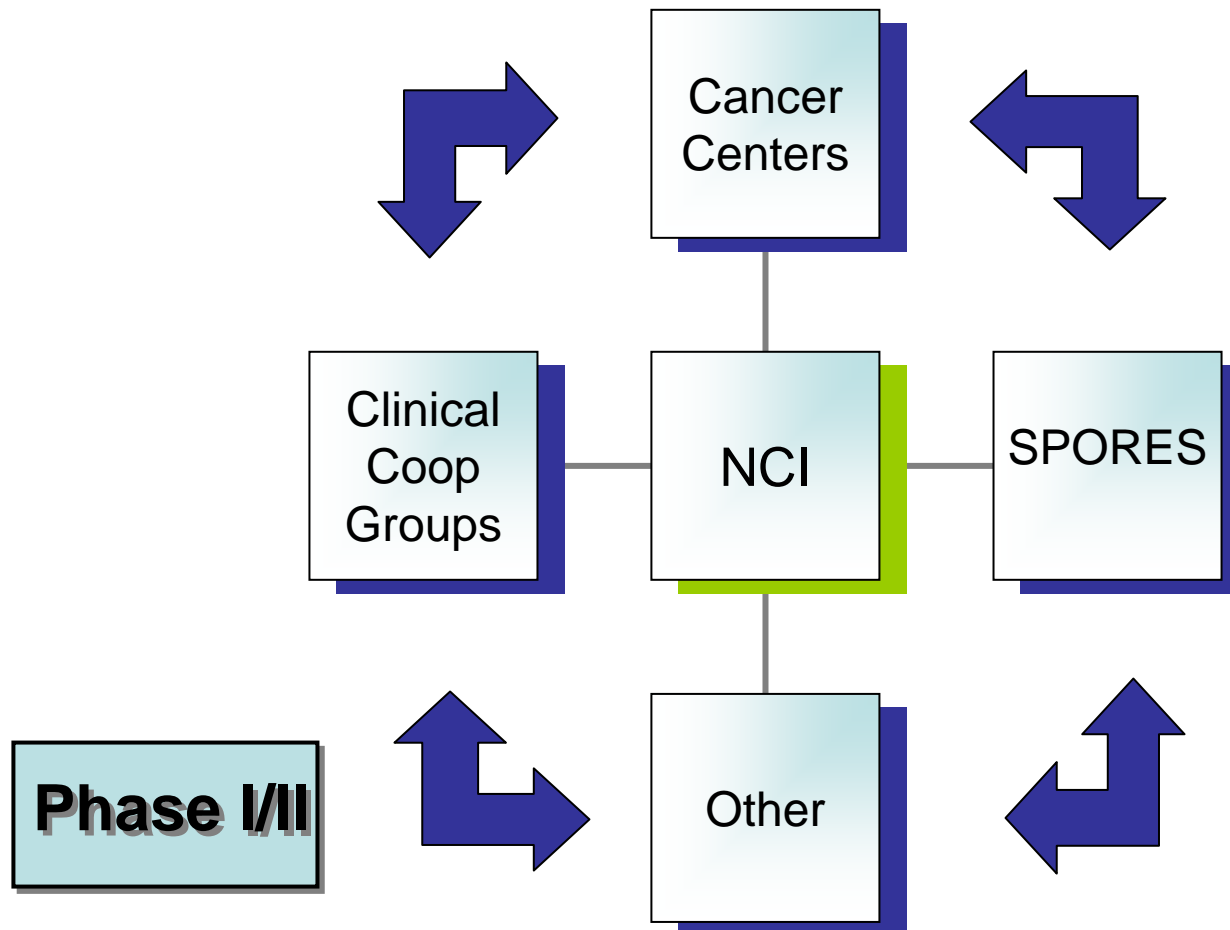 Cancer
Centers
Clinical
Coop
Groups
NCI
SPORES
Phase I/II
Other